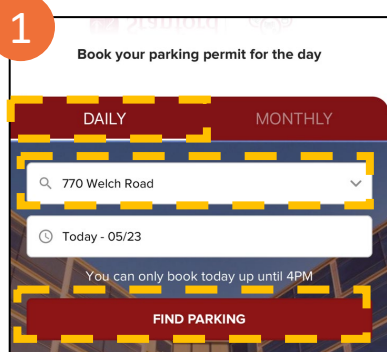 1
Stanford
Book your parking permit for the day
DAILY MONTHLY
770 Welch Road
Today - 05/23
You can only book today up until 4PM
FIND PARKING